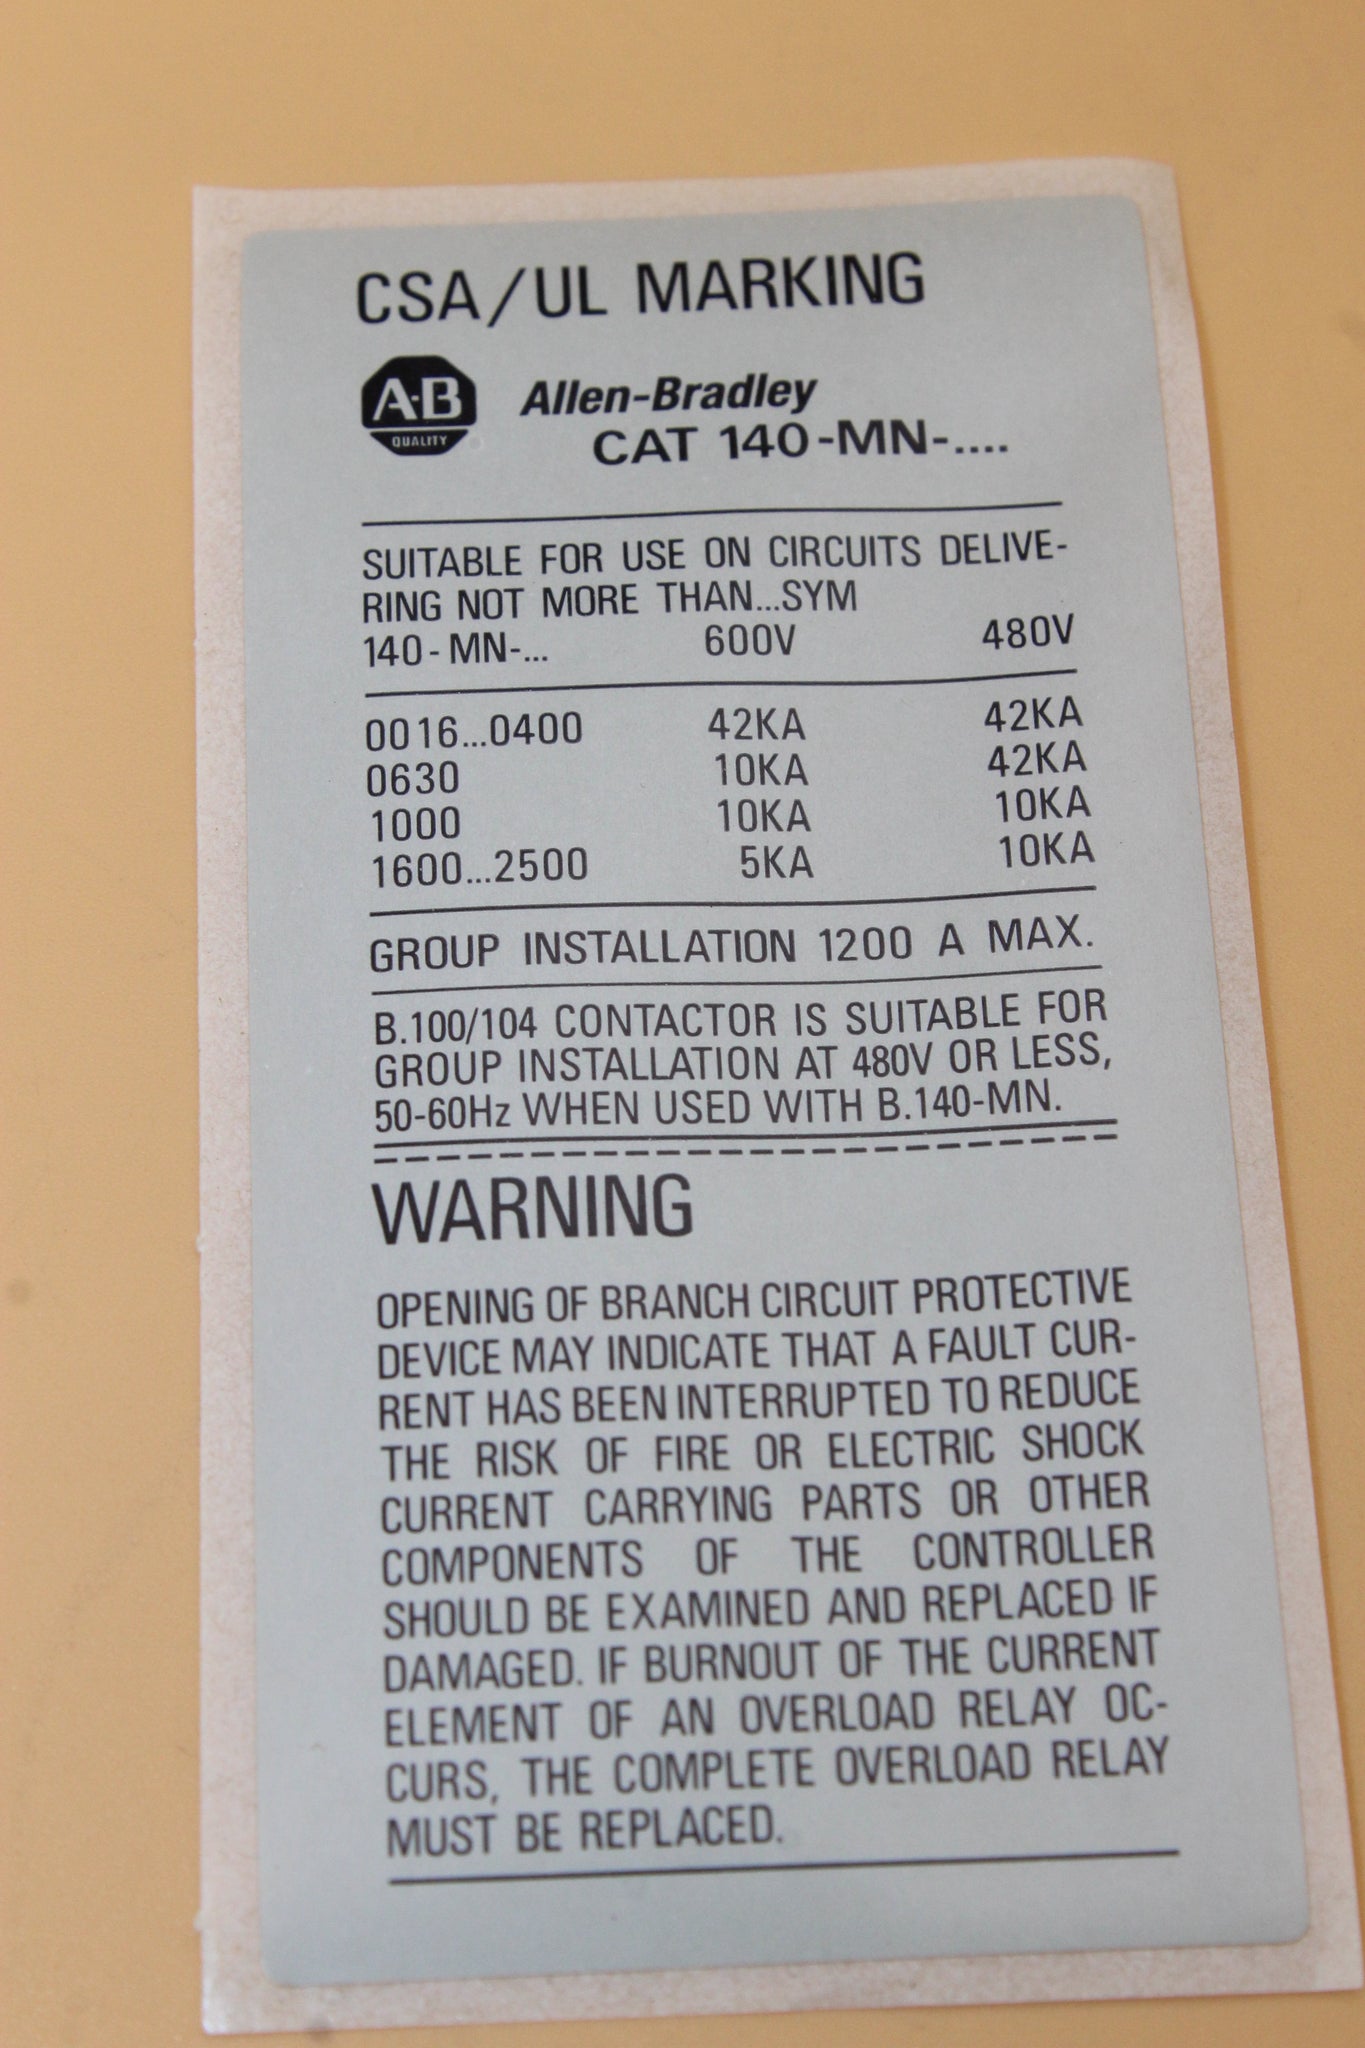 CSA/UL MARKING
A-B
QUALITY
Allen-Bradley
CAT 140-MN-....
SUITABLE FOR USE ON CIRCUITS DELIVE-
RING NOT MORE THAN...SYM
140-MN-... 600V 480V
0016...0400 42KA 42KA
0630 10KA 42KA
1000 10KA 10KA
1600...2500 5KA 10KA
GROUP INSTALLATION 1200 A MAX.
B.100/104 CONTACTOR IS SUITABLE FOR
GROUP INSTALLATION AT 480V OR LESS,
50-60Hz WHEN USED WITH B.140-MN.
WARNING
OPENING OF BRANCH CIRCUIT PROTECTIVE
DEVICE MAY INDICATE THAT A FAULT CUR-
RENT HAS BEEN INTERRUPTED TO REDUCE
THE RISK OF FIRE OR ELECTRIC SHOCK
CURRENT CARRYING PARTS OR OTHER
COMPONENTS OF THE CONTROLLER
SHOULD BE EXAMINED AND REPLACED IF
DAMAGED. IF BURNOUT OF THE CURRENT
ELEMENT OF AN OVERLOAD RELAY OC-
CURS, THE COMPLETE OVERLOAD RELAY
MUST BE REPLACED.